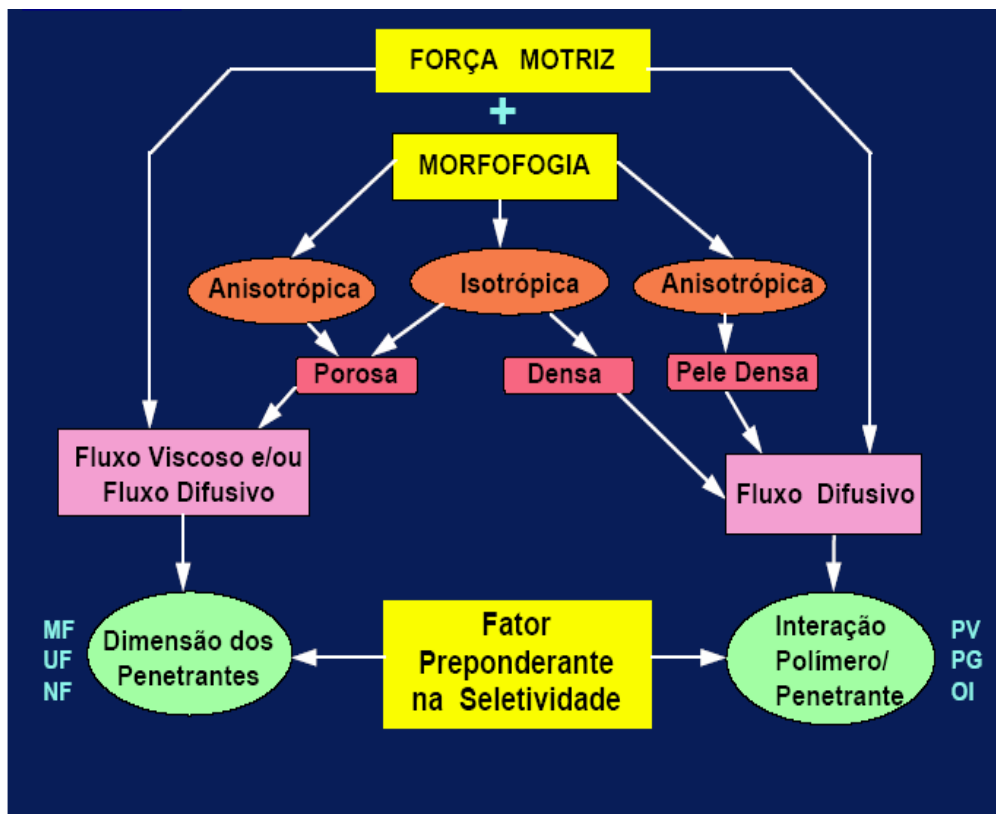 FORÇA MOTRIZ
+
MORFOFOGIA
Anisotrópica
Isotrópica
Anisotrópica
Porosa
Densa
Pele Densa
Fluxo Viscoso e/ou
Fluxo Difusivo
Fluxo Difusivo
MF
UF
NF
Dimensão dos
Penetrantes
Fator
Preponderante
na Seletividade
Interação
Polímero/
Penetrante
PV
PG
OI